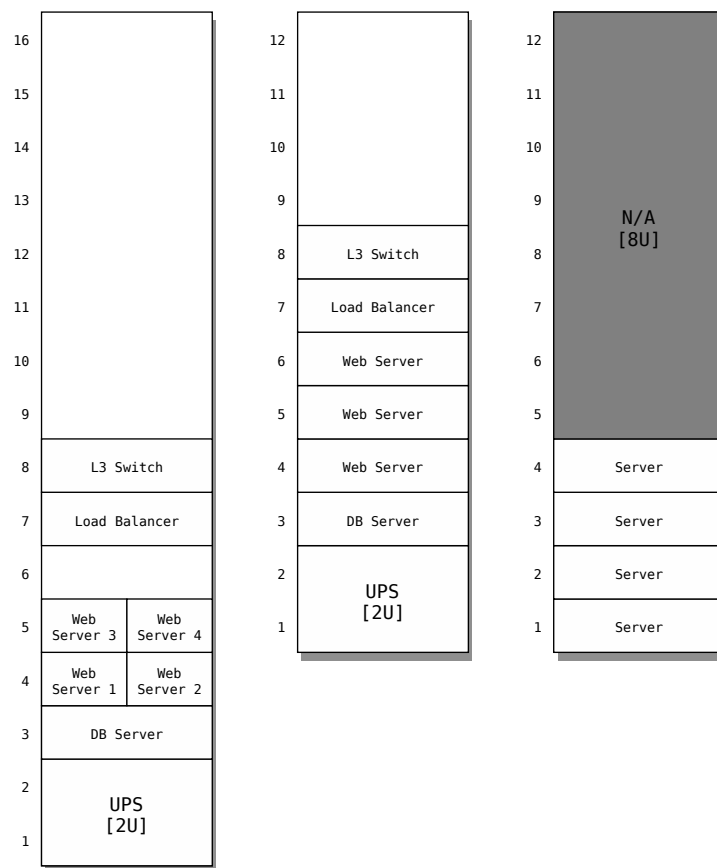 16
15
14
13
12
11
10
9
8
L3 Switch
7
Load Balancer
6
5
Web
Server 3
Web
Server 4
4
Web
Server 1
Web
Server 2
3
DB Server
2
1
UPS
[2U]
12
11
10
9
8
L3 Switch
7
Load Balancer
6
Web Server
5
Web Server
4
Web Server
3
DB Server
2
1
UPS
[2U]
12
11
10
9
8
7
6
5
N/A
[8U]
4
Server
3
Server
2
Server
1
Server